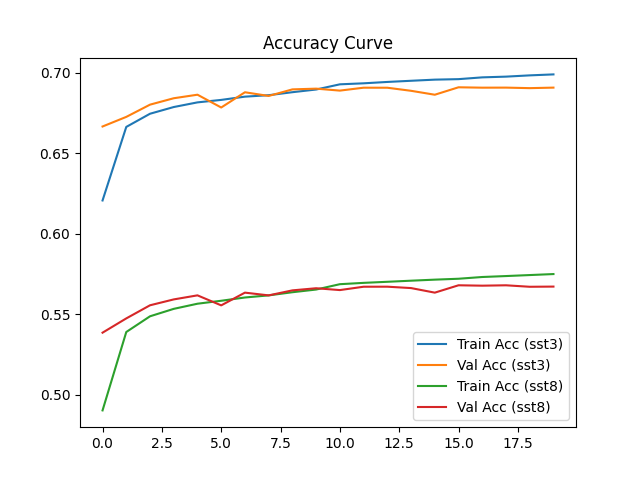 Accuracy Curve
0.70
0.65
0.60
0.55
0.50
Train Acc (sst3)
Val Acc (sst3)
Train Acc (sst8)
Val Acc (sst8)
0.0 2.5 5.0 7.5 10.0 12.5 15.0 17.5